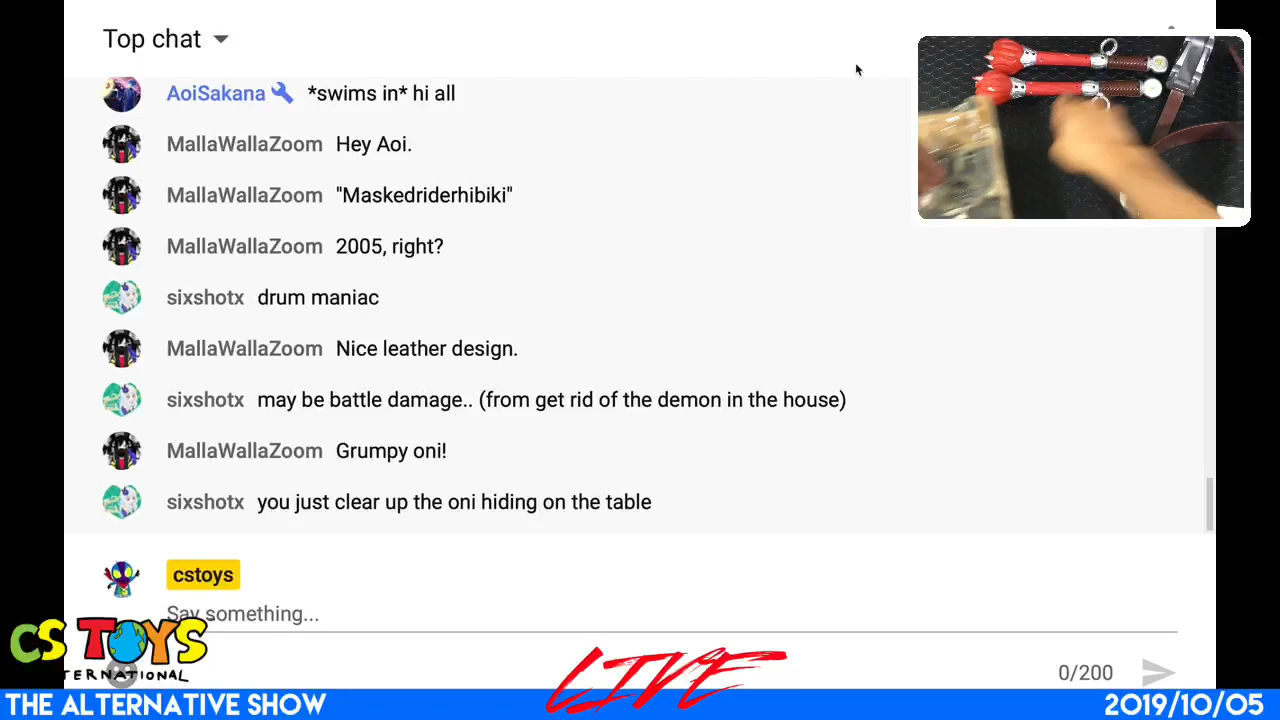 Top chat
AoiSakana *swims in* hi all
MallaWallaZoom Hey Aoi.
MallaWallaZoom "Maskedriderhibiki"
MallaWallaZoom 2005, right?
sixshotx drum maniac
MallaWallaZoom Nice leather design.
sixshotx may be battle damage.. (from get rid of the demon in the house)
MallaWallaZoom Grumpy oni!
sixshotx you just clear up the oni hiding on the table
cstoys
Say something...
CS TOYS
TERNATIONAL
LIVE
0/200
THE ALTERNATIVE SHOW
2019/10/05